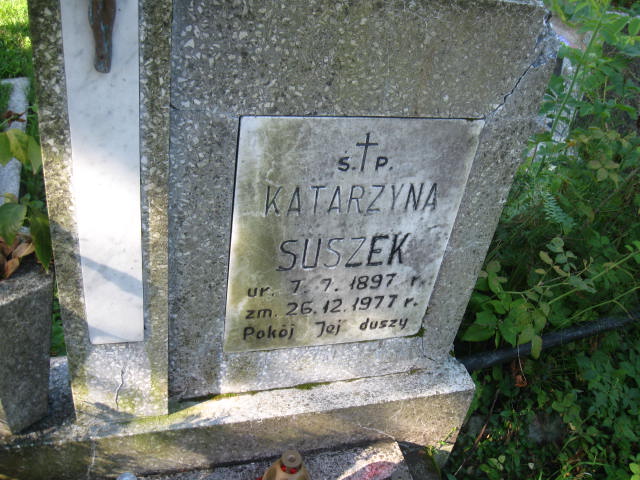 Ś. P.
KATARZYNA
SUSZEK
ur. 7. 7. 1897 r.
zm. 26. 12. 1977 r.
Pokój Jej duszy